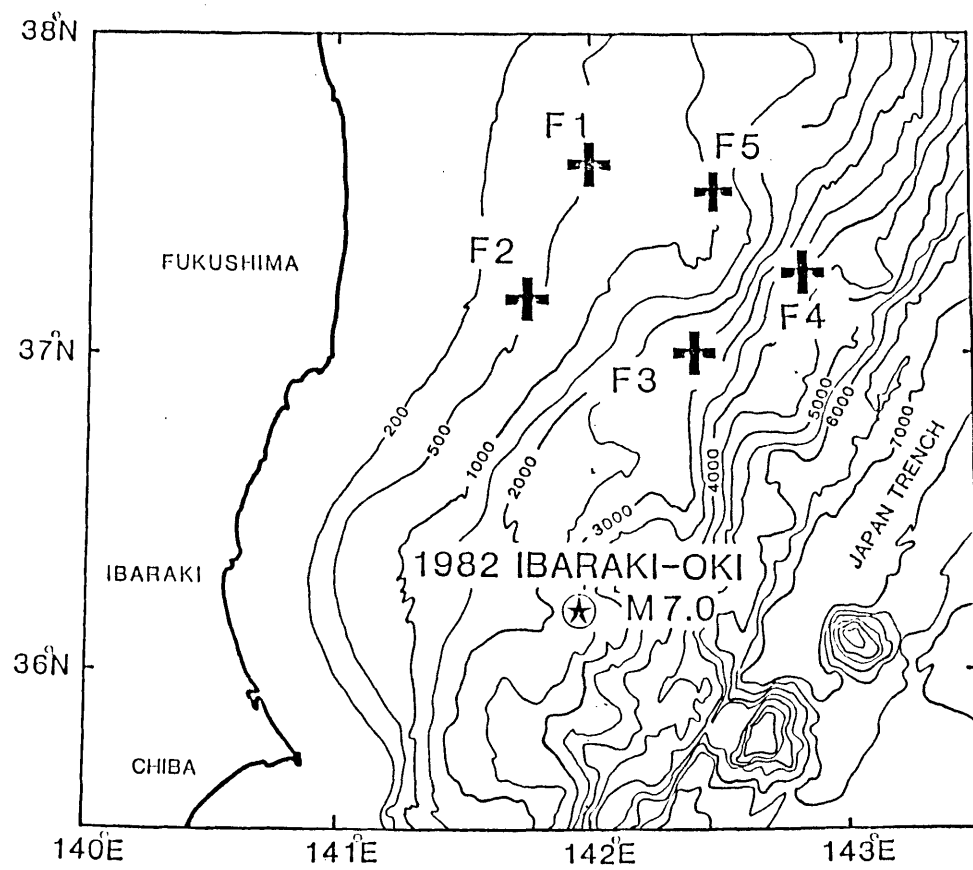 38°N
F1
F5
FUKUSHIMA
F2
F4
37°N
F3
200
500
1000
2000
3000
4000
5000
6000
7000
JAPAN TRENCH
1982 IBARAKI-OKI
M7.0
IBARAKI
36°N
CHIBA
140°E
141°E
142°E
143°E